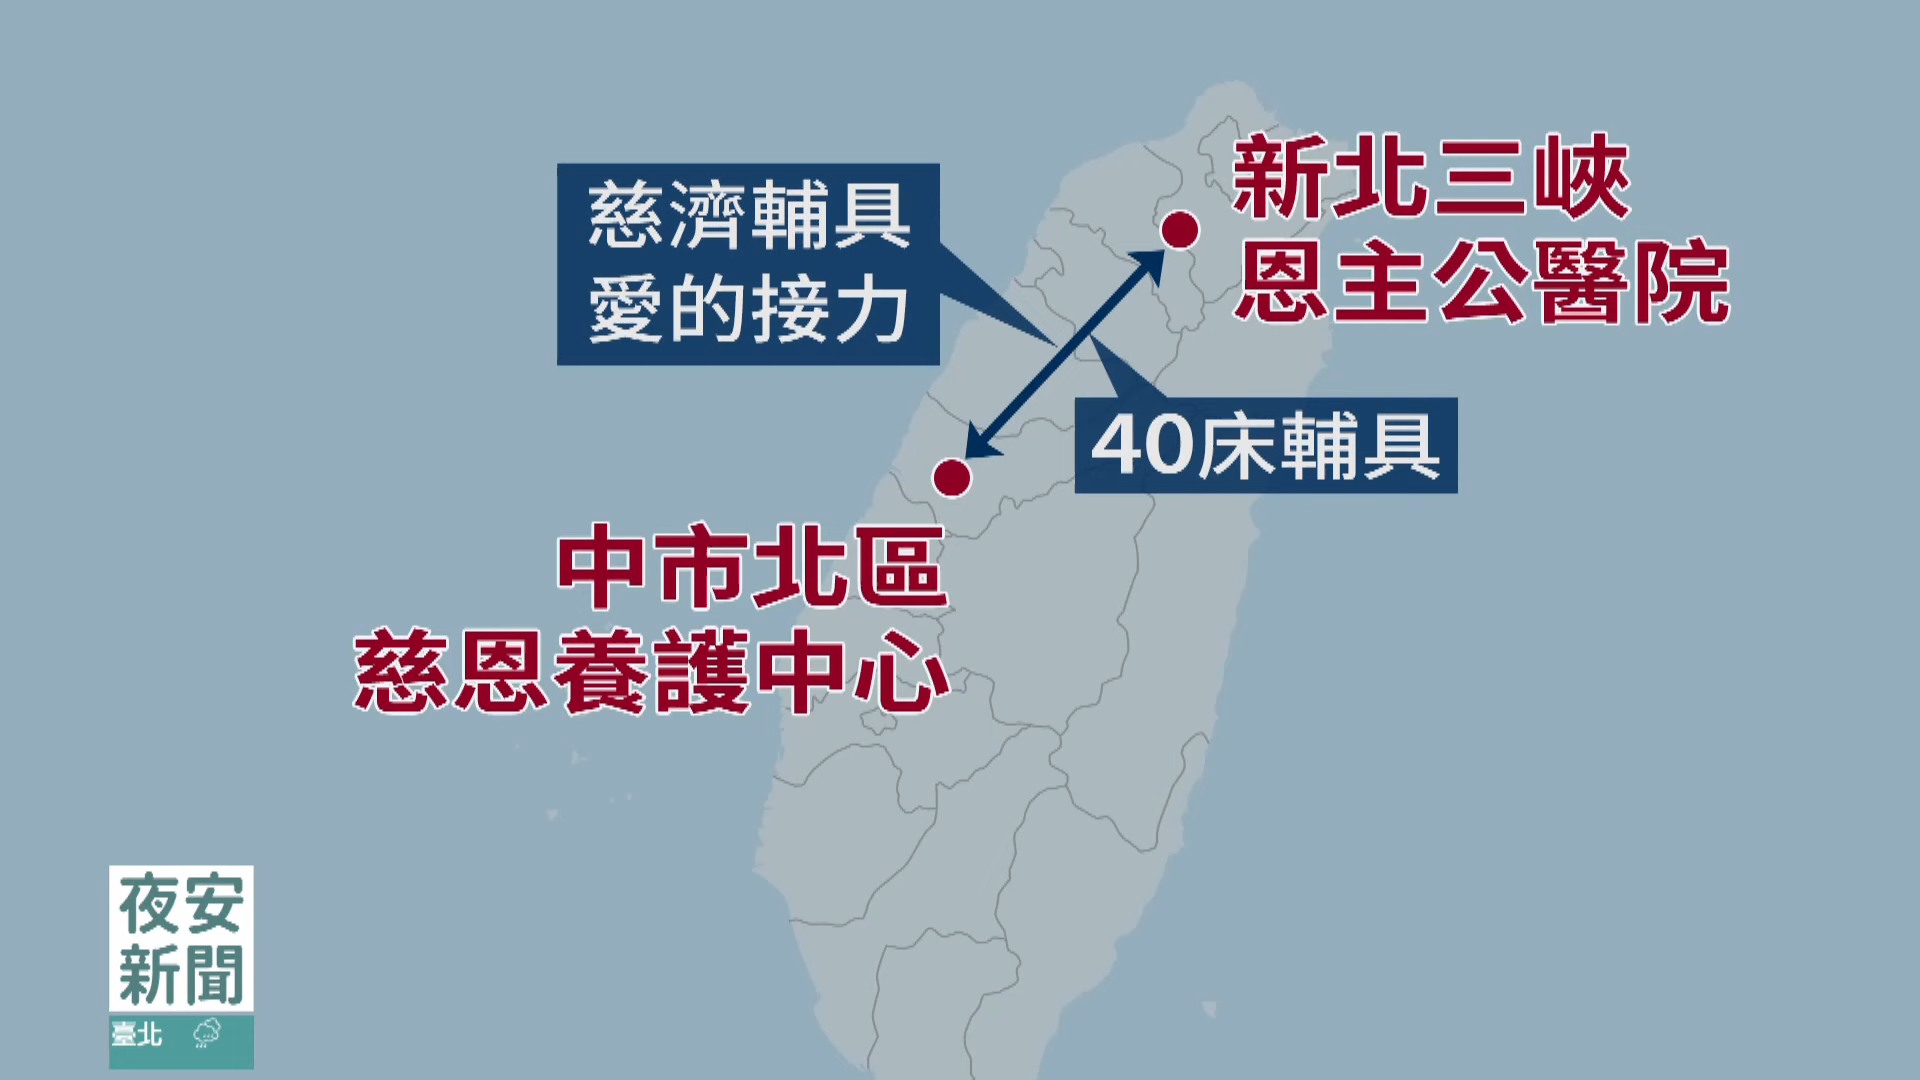 新北三峽
恩主公醫院
慈濟輔具
愛的接力
40床輔具
中市北區
慈恩養護中心
夜安
新聞
臺北